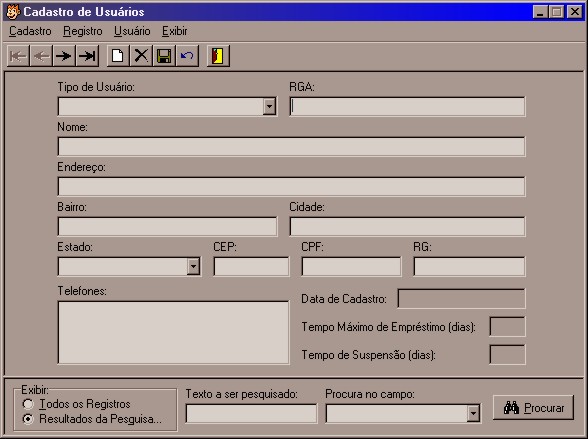 Cadastro de Usuários
Cadastro Registro Usuário Exibir
Tipo de Usuário: RGA:
Nome:
Endereço:
Bairro: Cidade:
Estado: CEP: CPF: RG:
Telefones:
Data de Cadastro:
Tempo Máximo de Empréstimo (dias):
Tempo de Suspensão (dias):
Exibir: Texto a ser pesquisado: Procura no campo:
Todos os Registros
Resultados da Pesquisa... Procurar